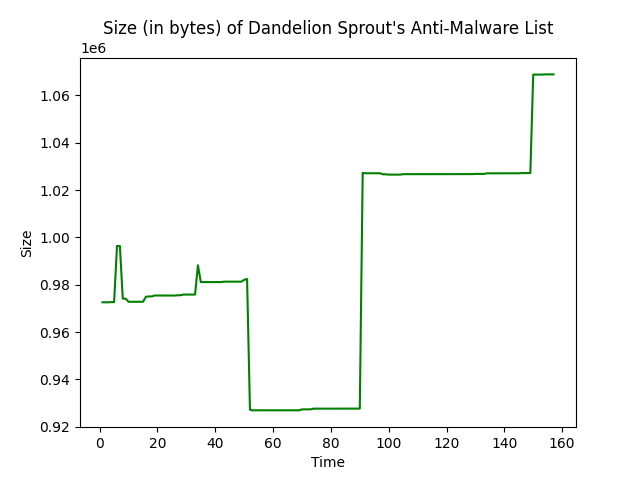 Size (in bytes) of Dandelion Sprout's Anti-Malware List
1e6
1.06
1.04
1.02
1.00
0.98
0.96
0.94
0.92
Size
0 20 40 60 80 100 120 140 160
Time